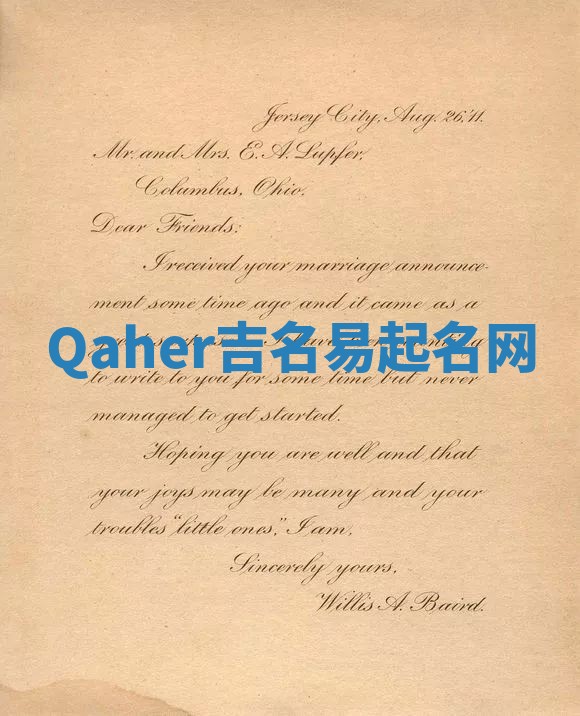 Jersey City, Aug. 26,'11.
Mr. and Mrs. E. A. Lupfer,
Columbus, Ohio.
Dear Friends:
I received your marriage announce-
ment some time ago and it came as a
Qaher吉名易起名网
to write to you for some time but never
managed to get started.
Hoping you are well and that
your joys may be many and your
troubles "little ones," I am,
Sincerely yours,
Willis A. Baird.